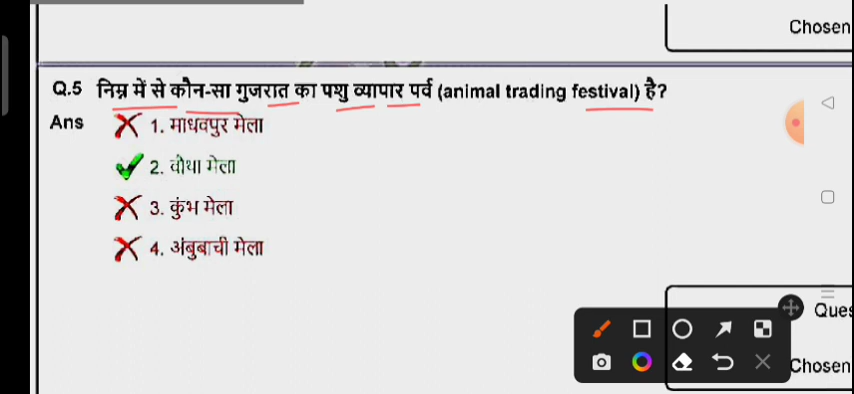 Chosen
Q.5 निम्न में से कौन-सा गुजरात का पशु व्यापार पर्व (animal trading festival) है?
Ans 1. माधवपुर मेला
2. वौथा मेला
3. कुंभ मेला
4. अंबुबाची मेला
Ques
Chosen